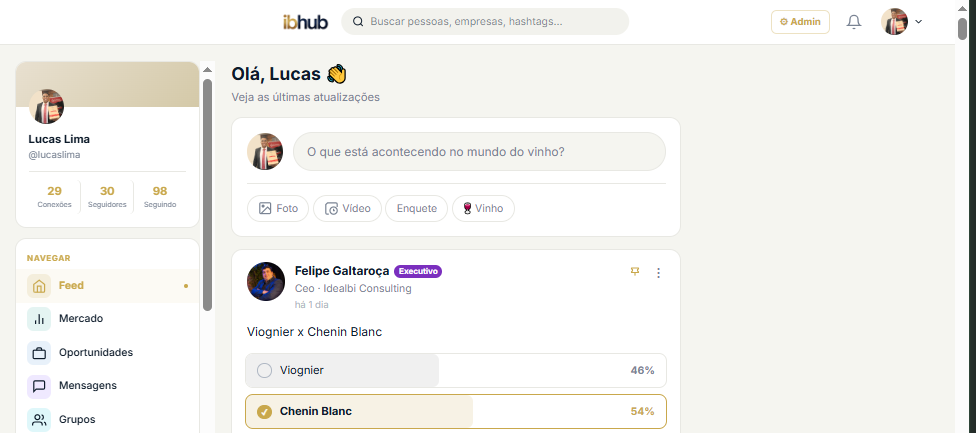 ibhub
Buscar pessoas, empresas, hashtags...
Admin
Lucas Lima
@lucaslima
29 30 98
Conexões Seguidores Seguindo
NAVEGAR
Feed
Mercado
Oportunidades
Mensagens
Grupos
Olá, Lucas 👋
Veja as últimas atualizações
O que está acontecendo no mundo do vinho?
Foto Vídeo Enquete 🍷Vinho
Felipe Galtaroça Executivo
Ceo · Idealbi Consulting
há 1 dia
Viognier x Chenin Blanc
Viognier 46%
Chenin Blanc 54%